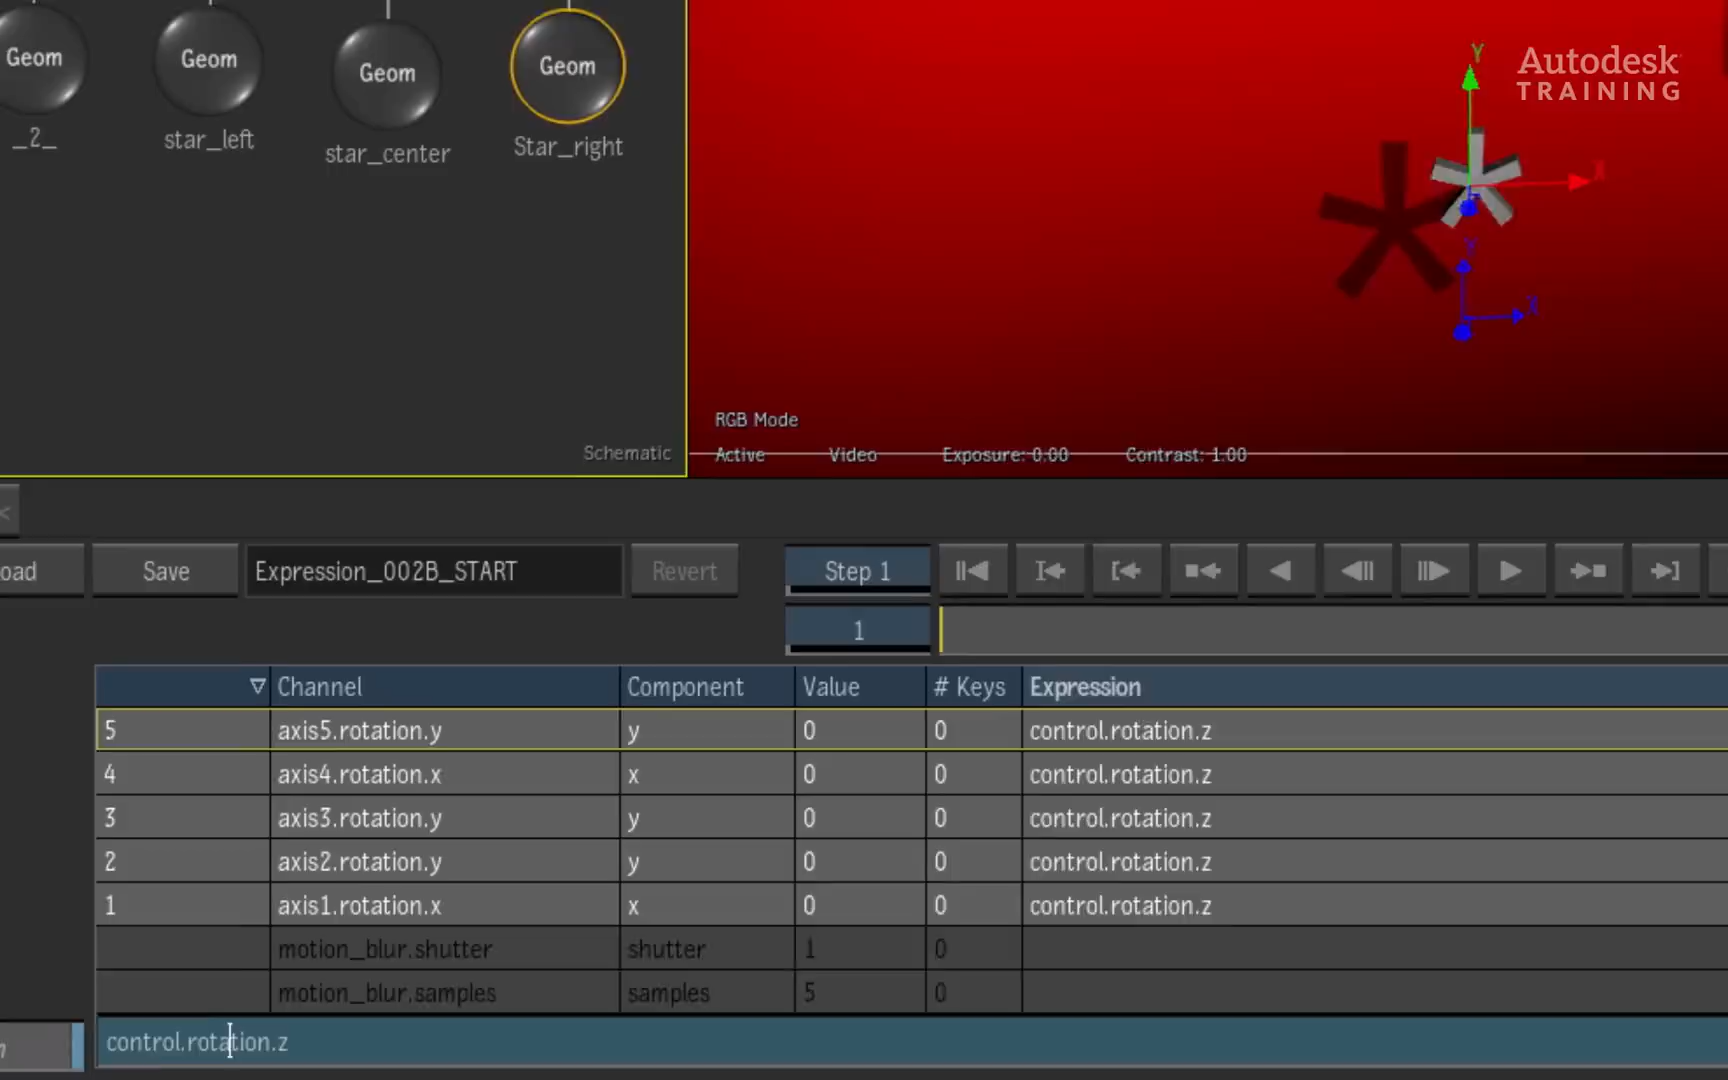 Geom
Geom
Geom
Geom
_2_
star_left
star_center
Star_right
Autodesk
TRAINING
Y
X
Y
X
RGB Mode
Schematic
Active Video Exposure: 0.00 Contrast: 1.00
<
oad Save Expression_002B_START Revert Step 1
1
Channel Component Value # Keys Expression
5 axis5.rotation.y y 0 0 control.rotation.z
4 axis4.rotation.x x 0 0 control.rotation.z
3 axis3.rotation.y y 0 0 control.rotation.z
2 axis2.rotation.y y 0 0 control.rotation.z
1 axis1.rotation.x x 0 0 control.rotation.z
motion_blur.shutter shutter 1 0
motion_blur.samples samples 5 0
control.rotation.z